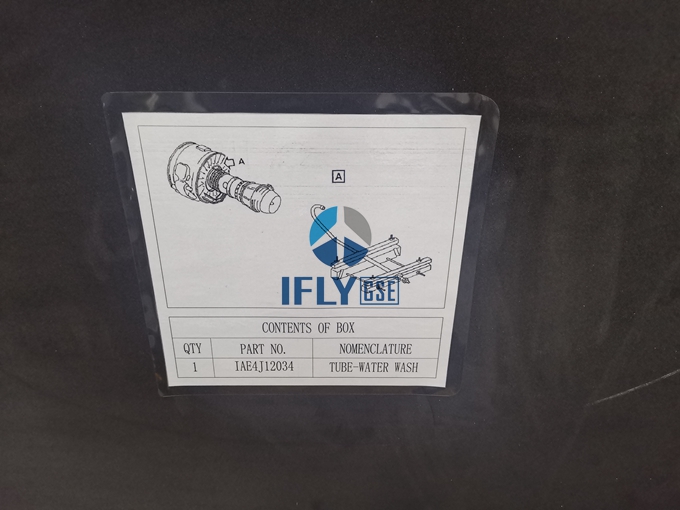 A
A
IFLY GSE
CONTENTS OF BOX
QTY PART NO. NOMENCLATURE
1 IAE4J12034 TUBE-WATER WASH